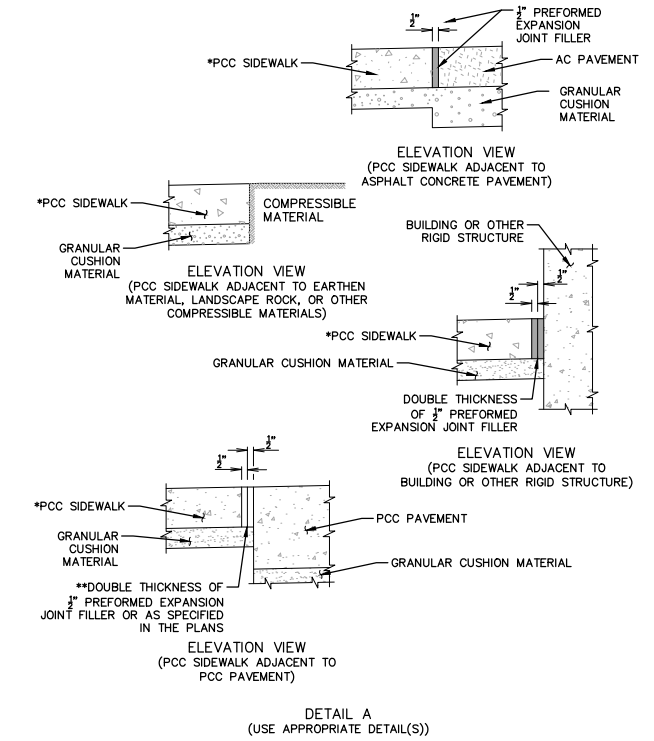 1/2" 1/2" PREFORMED
EXPANSION
JOINT FILLER
*PCC SIDEWALK
AC PAVEMENT
GRANULAR
CUSHION
MATERIAL
ELEVATION VIEW
(PCC SIDEWALK ADJACENT TO
ASPHALT CONCRETE PAVEMENT)
*PCC SIDEWALK
COMPRESSIBLE
MATERIAL
GRANULAR
CUSHION
MATERIAL
ELEVATION VIEW
(PCC SIDEWALK ADJACENT TO EARTHEN
MATERIAL, LANDSCAPE ROCK, OR OTHER
COMPRESSIBLE MATERIALS)
BUILDING OR OTHER
RIGID STRUCTURE
1/2"
1/2"
*PCC SIDEWALK
GRANULAR CUSHION MATERIAL
DOUBLE THICKNESS
OF 1/2" PREFORMED
EXPANSION JOINT FILLER
ELEVATION VIEW
(PCC SIDEWALK ADJACENT TO
BUILDING OR OTHER RIGID STRUCTURE)
1/2"
1/2"
*PCC SIDEWALK
GRANULAR
CUSHION
MATERIAL
PCC PAVEMENT
GRANULAR CUSHION MATERIAL
**DOUBLE THICKNESS OF
1/2" PREFORMED EXPANSION
JOINT FILLER OR AS SPECIFIED
IN THE PLANS
ELEVATION VIEW
(PCC SIDEWALK ADJACENT TO
PCC PAVEMENT)
DETAIL A
(USE APPROPRIATE DETAIL(S))